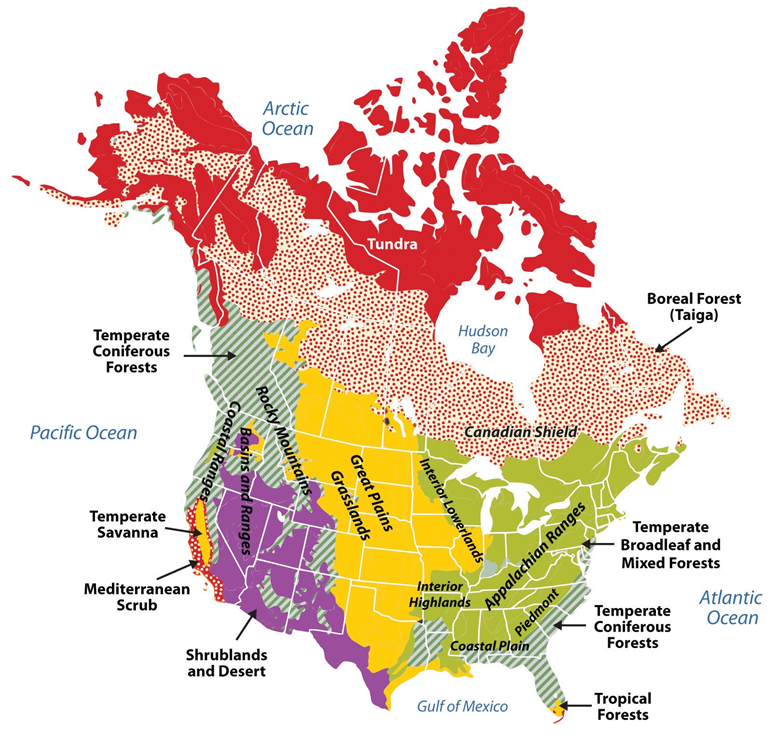 Arctic
Ocean
Tundra
Boreal Forest
(Taiga)
Hudson
Bay
Temperate
Coniferous
Forests
Pacific Ocean
Rocky Mountains
Coastal Ranges
Basins and Ranges
Canadian Shield
Great Plains
Grasslands
Interior Lowerlands
Temperate
Savanna
Appalachian Ranges
Temperate
Broadleaf and
Mixed Forests
Mediterranean
Scrub
Interior
Highlands
Piedmont
Atlantic
Ocean
Temperate
Coniferous
Forests
Coastal Plain
Shrublands
and Desert
Gulf of Mexico
Tropical
Forests